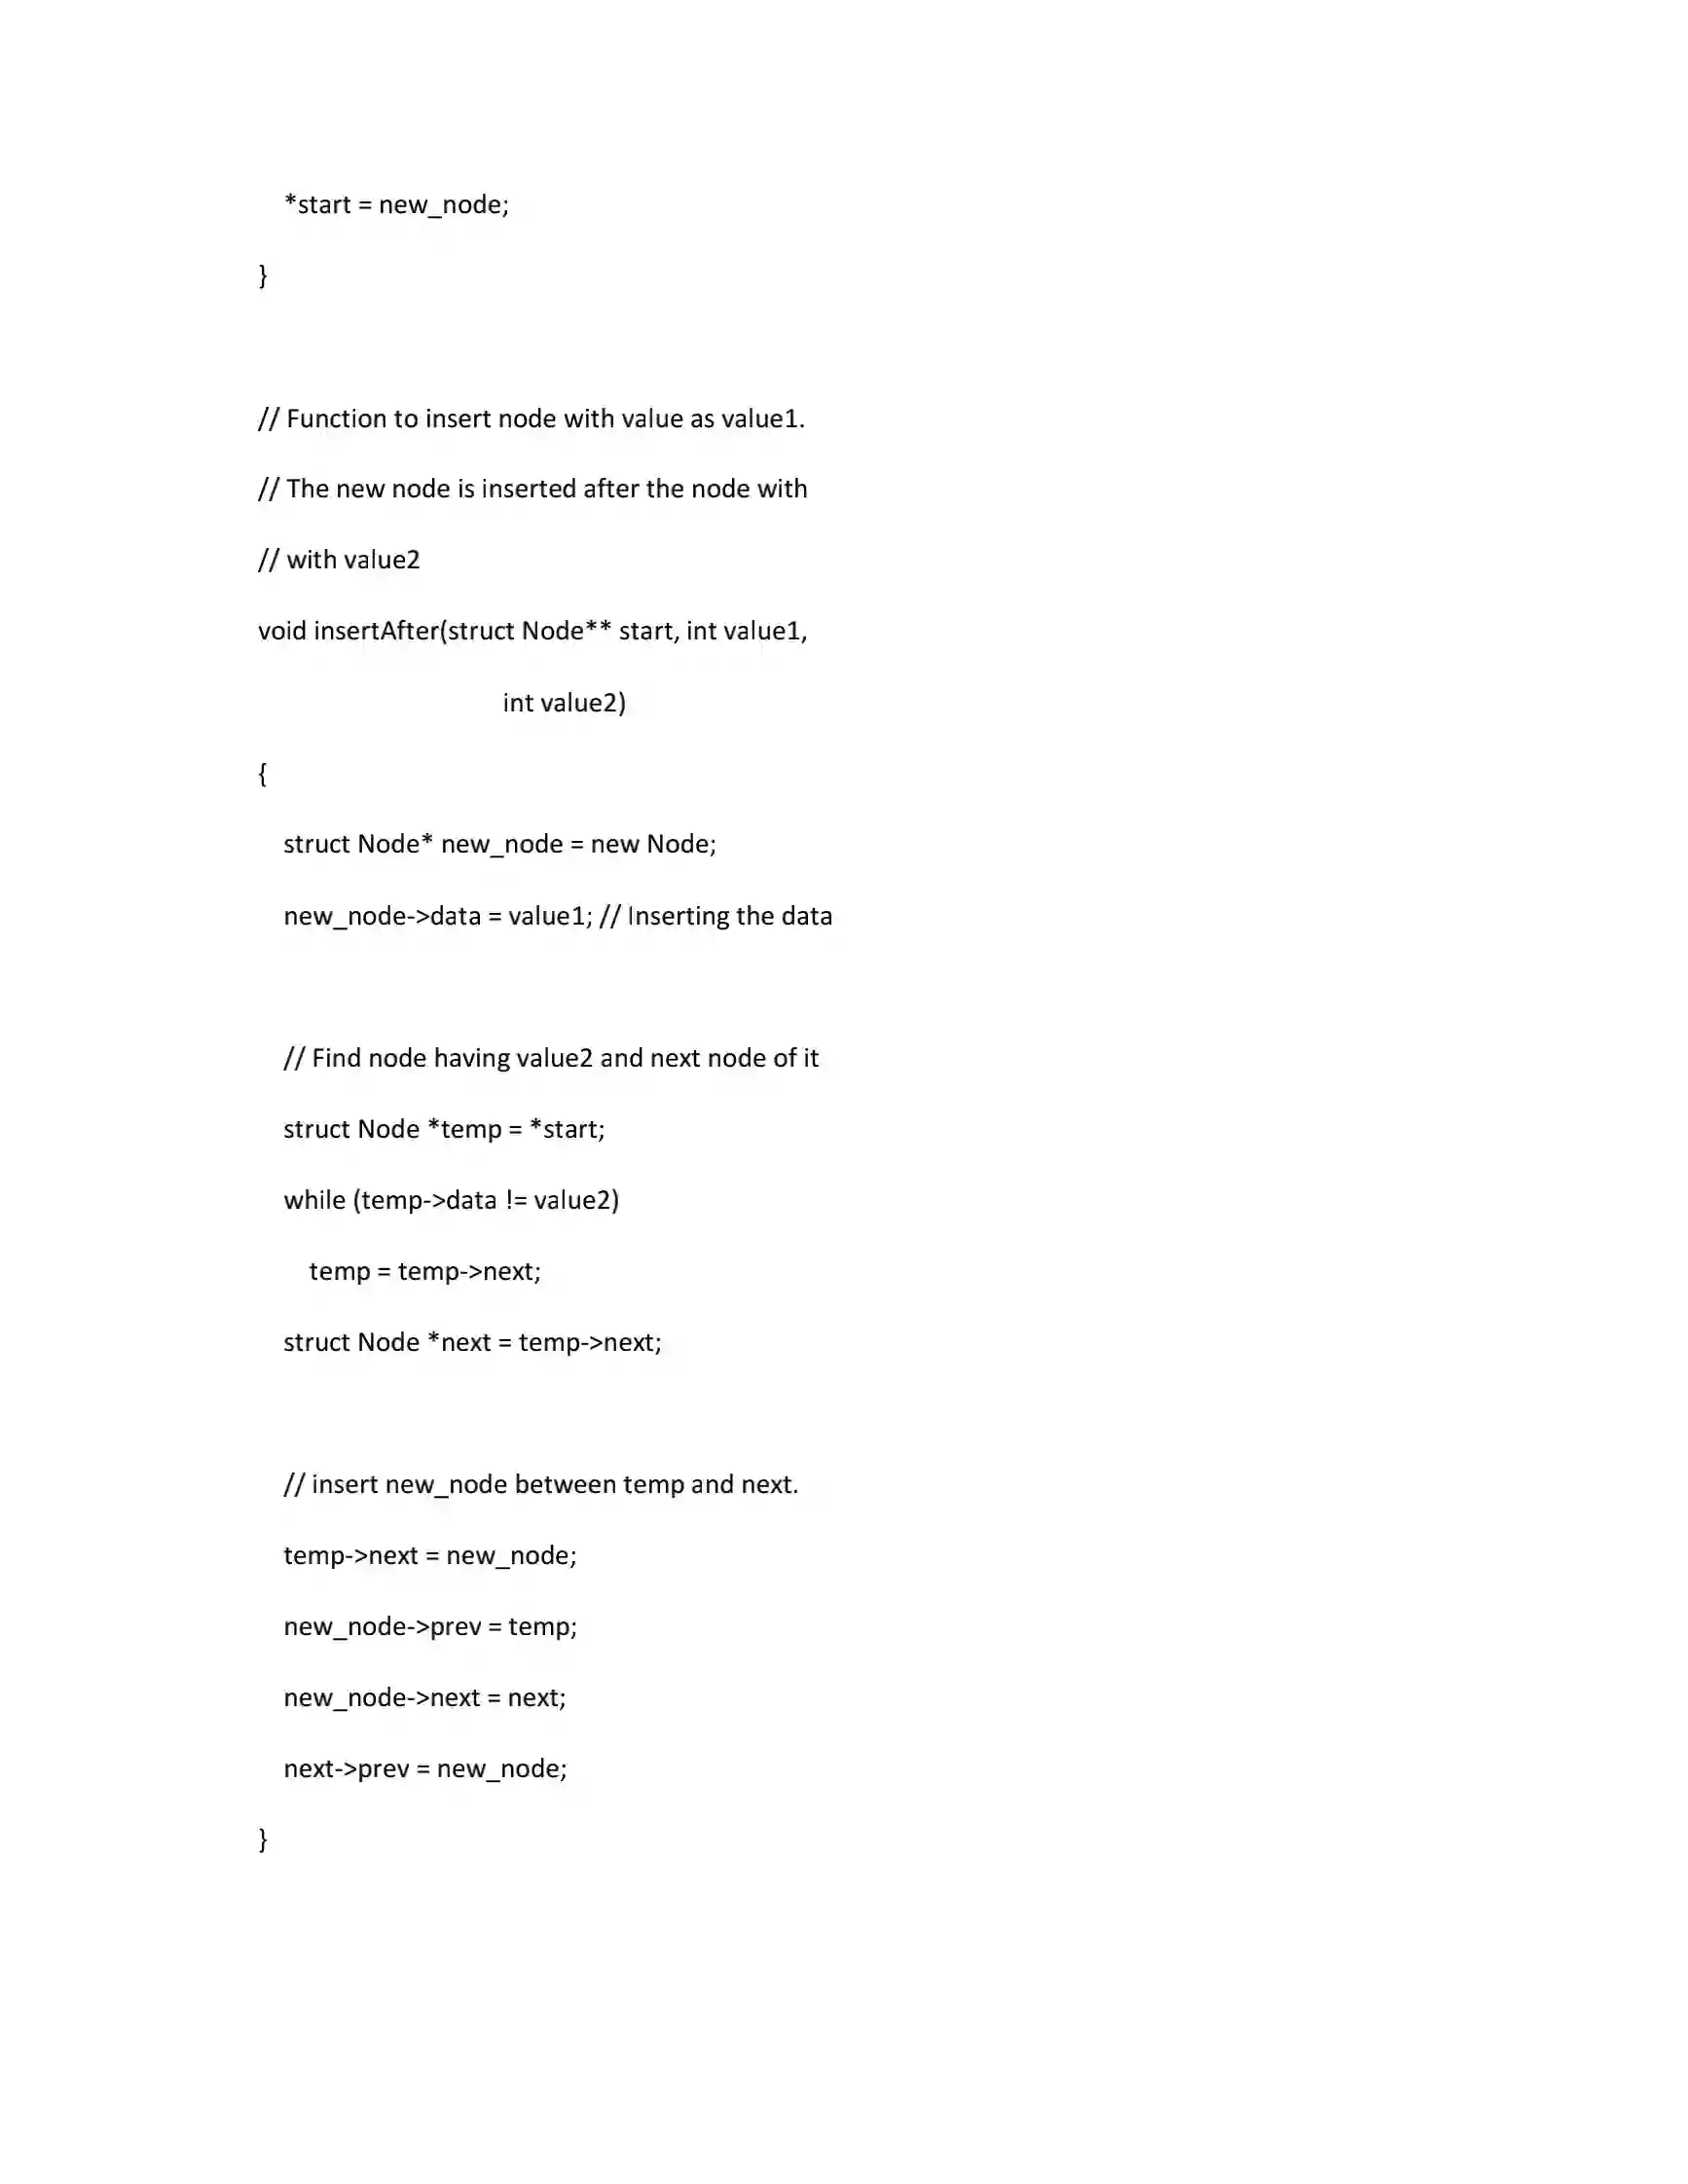 *start = new_node;
}
// Function to insert node with value as value1.
// The new node is inserted after the node with
// with value2
void insertAfter(struct Node** start, int value1,
int value2)
{
struct Node* new_node = new Node;
new_node->data = value1; // Inserting the data
// Find node having value2 and next node of it
struct Node *temp = *start;
while (temp->data != value2)
temp = temp->next;
struct Node *next = temp->next;
// insert new_node between temp and next.
temp->next = new_node;
new_node->prev = temp;
new_node->next = next;
next->prev = new_node;
}